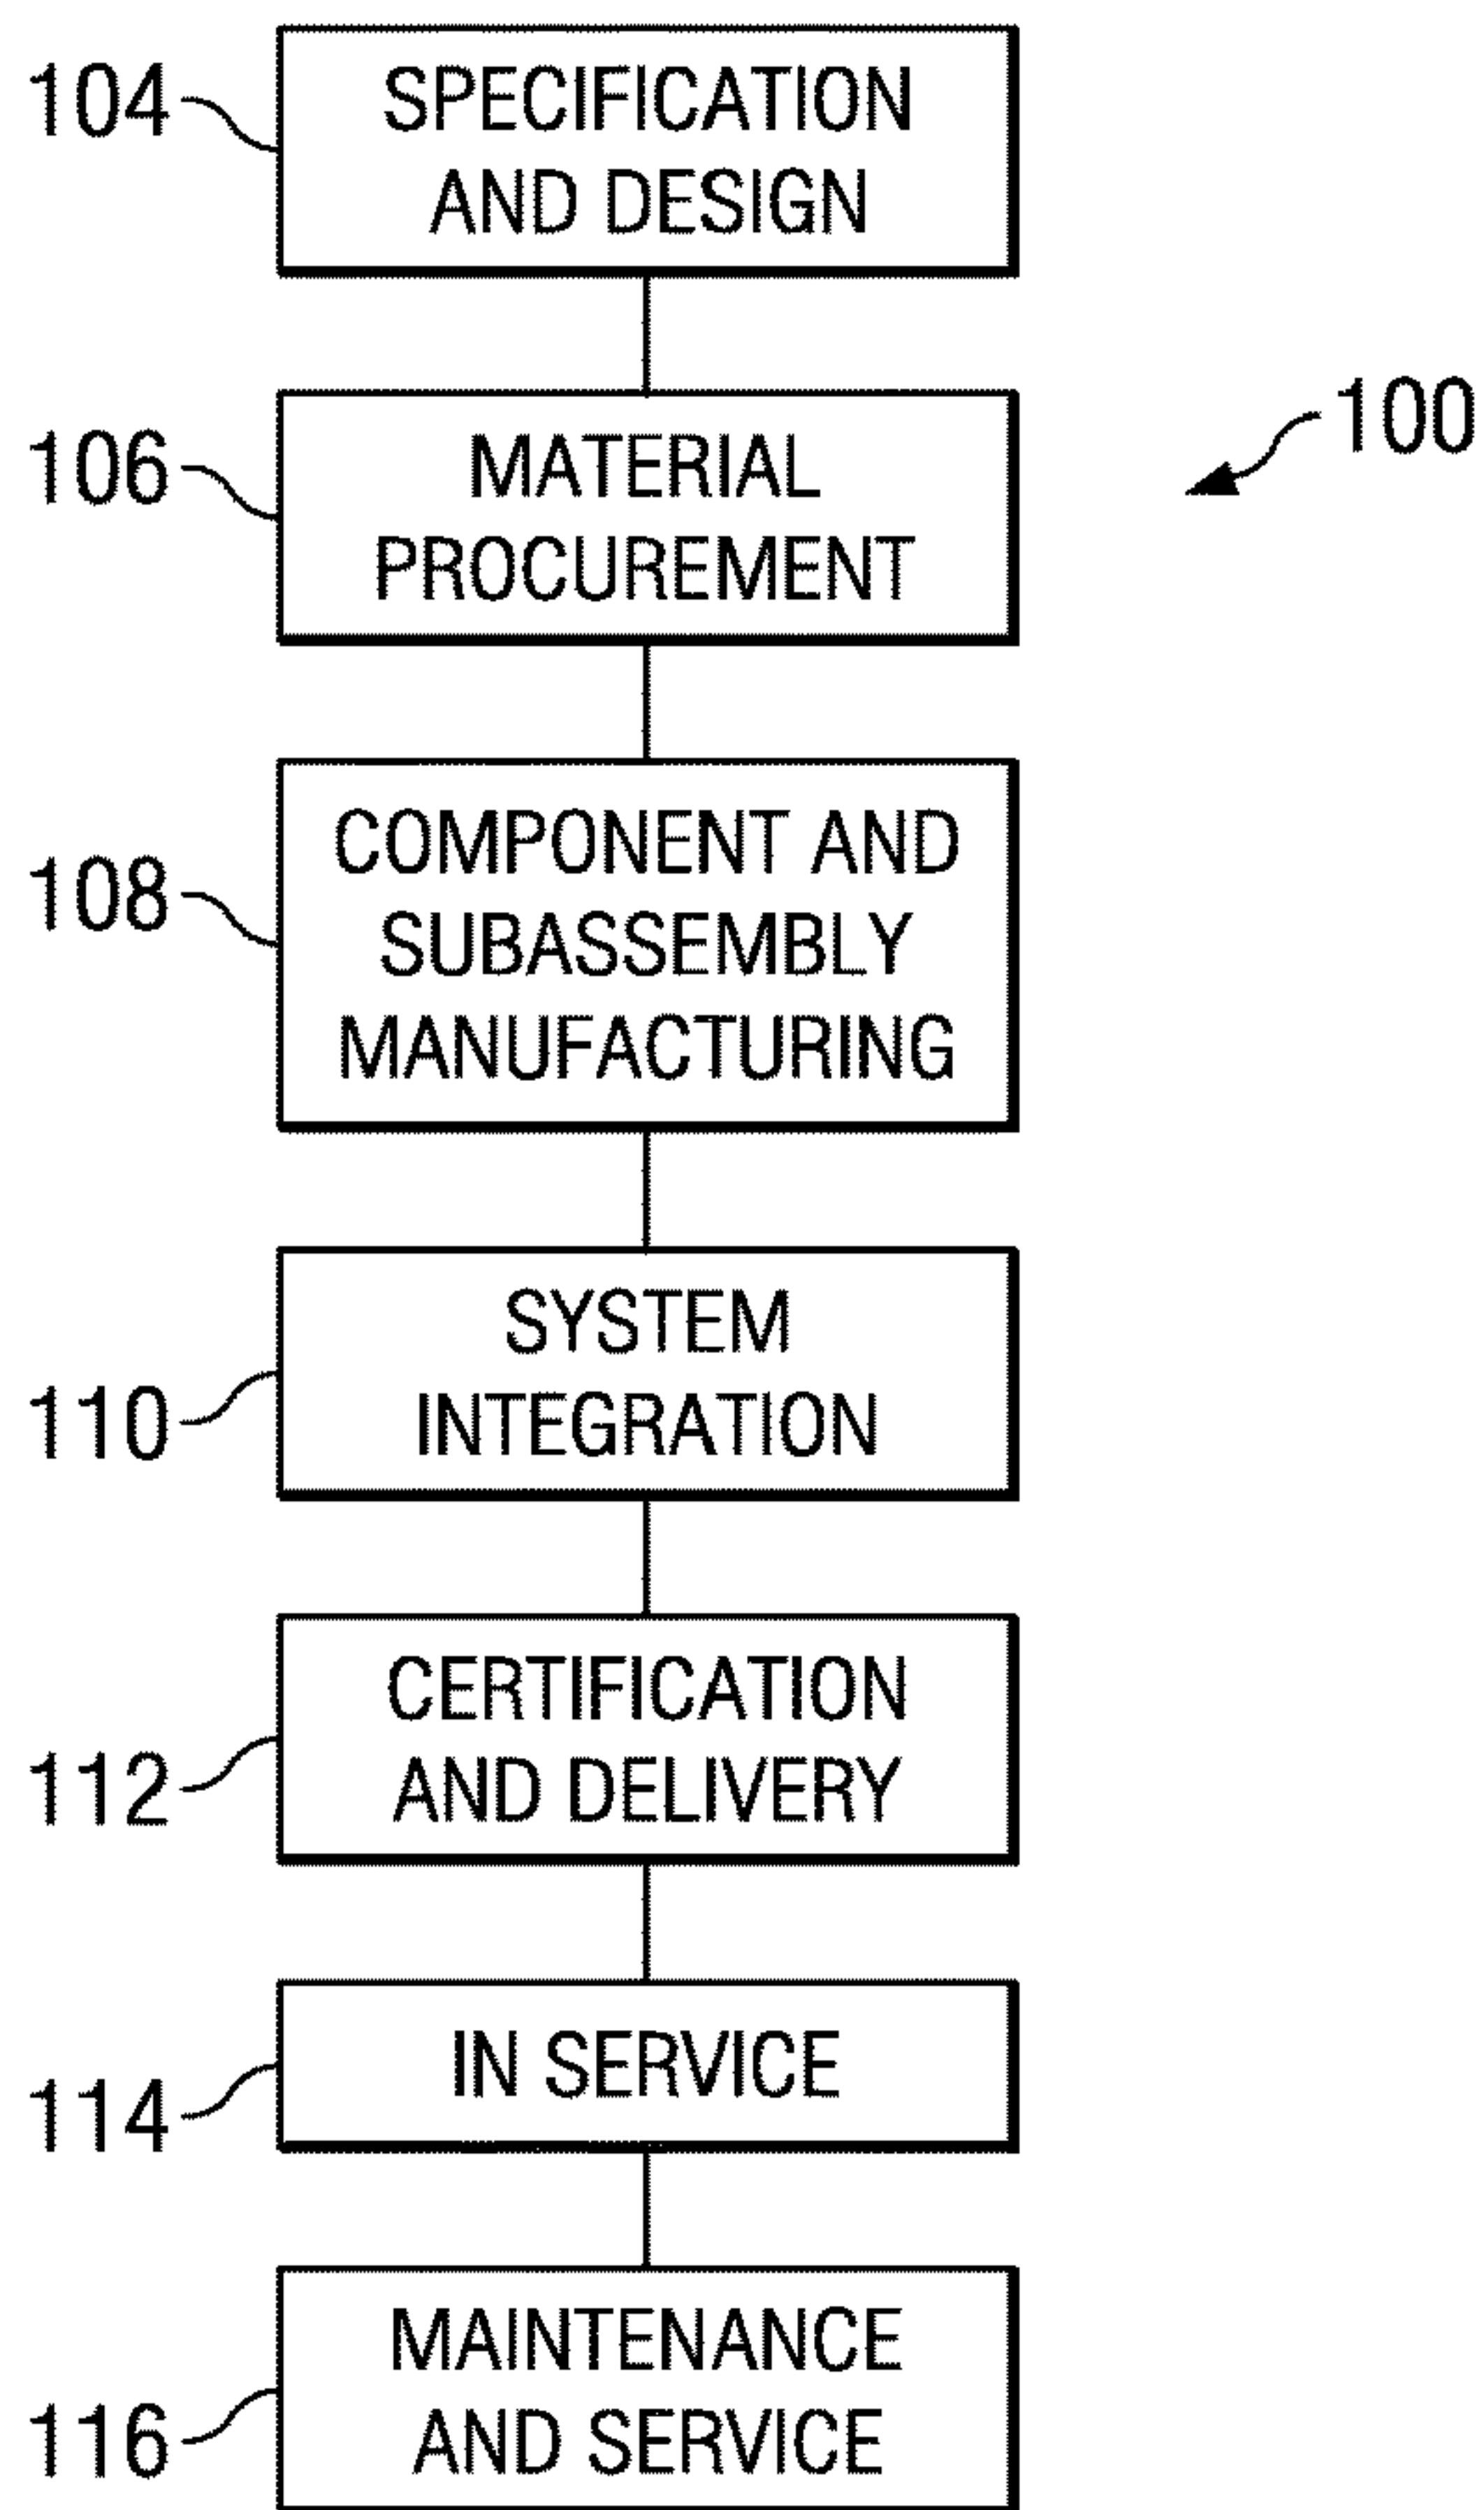 104
SPECIFICATION
AND DESIGN
100
106
MATERIAL
PROCUREMENT
108
COMPONENT AND
SUBASSEMBLY
MANUFACTURING
110
SYSTEM
INTEGRATION
112
CERTIFICATION
AND DELIVERY
114
IN SERVICE
116
MAINTENANCE
AND SERVICE